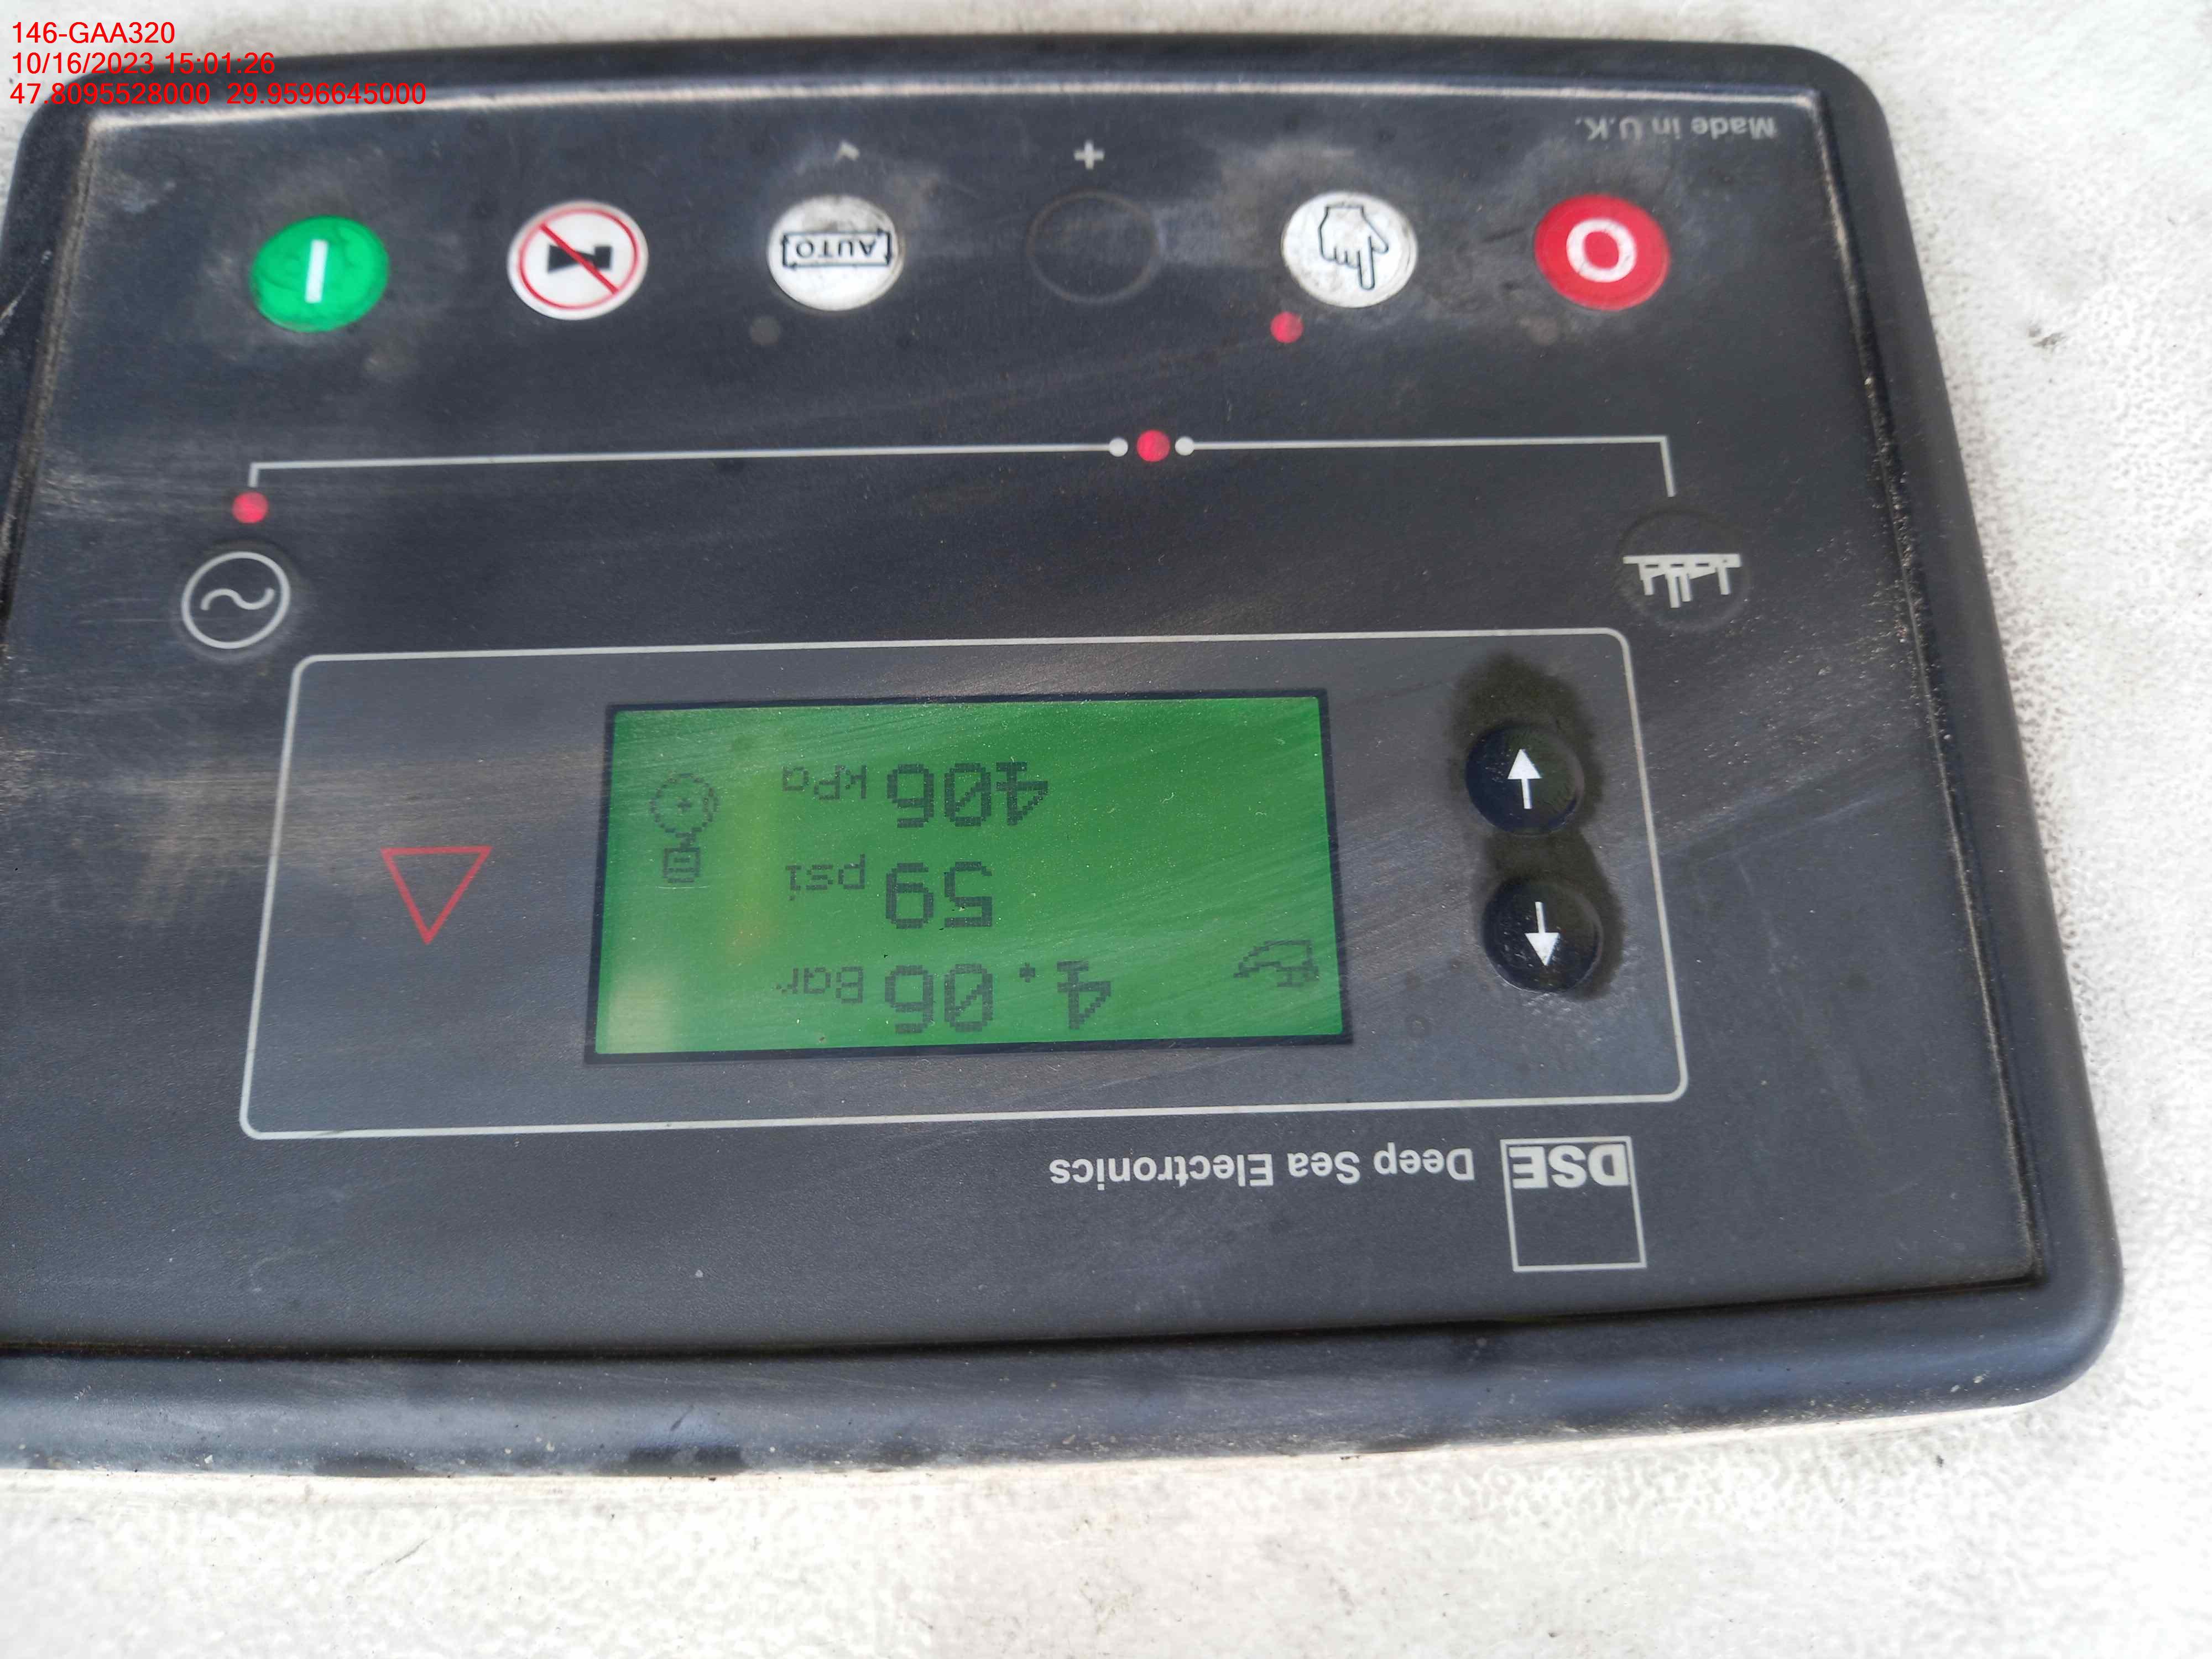 146-GAA320
10/16/2023 15:01:26
47.8095528000 29.9596645000
DSE Deep Sea Electronics
4.06 Bar
59 psi
406 kPa
AUTO
Made in U.K.